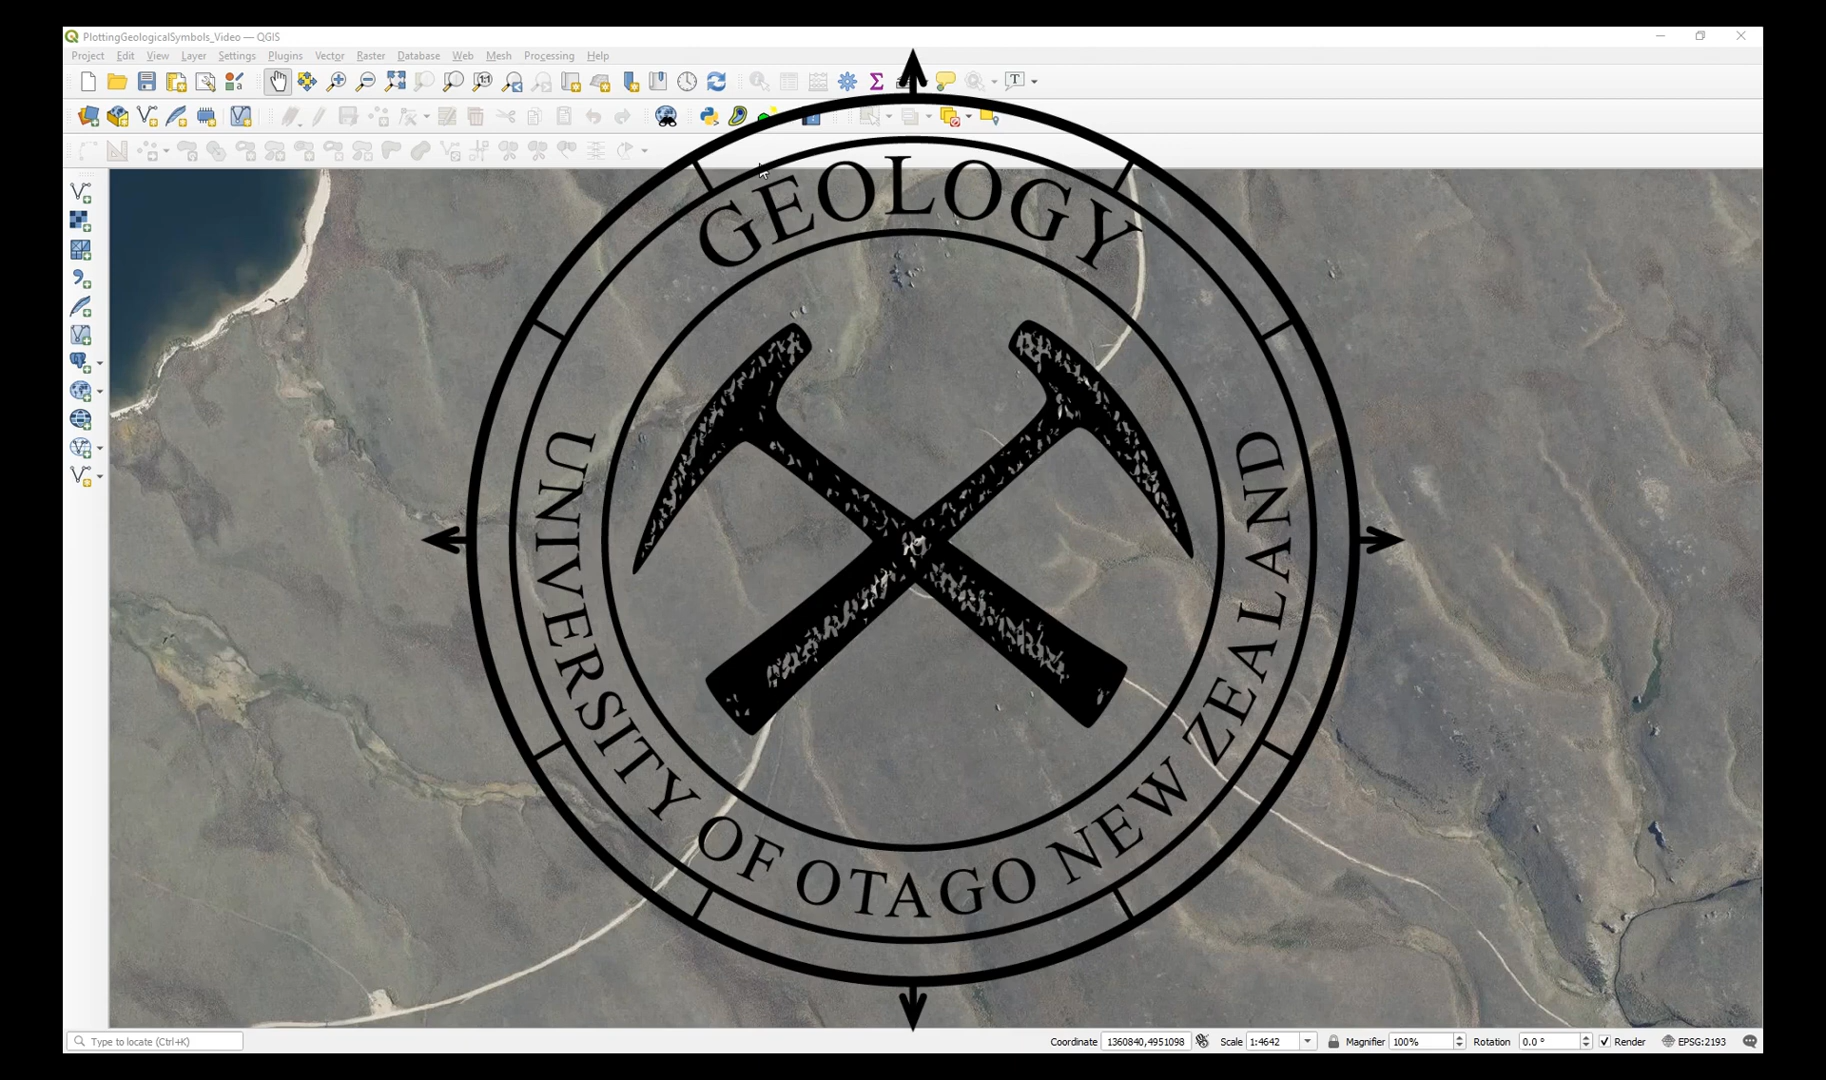 PlottingGeologicalSymbols_Video — QGIS
Project Edit View Layer Settings Plugins Vector Raster Database Web Mesh Processing Help
GEOLOGY
UNIVERSITY OF OTAGO NEW ZEALAND
Type to locate (Ctrl+K) Coordinate 1360840,4951098 Scale 1:4642 Magnifier 100% Rotation 0.0 ° Render EPSG:2193